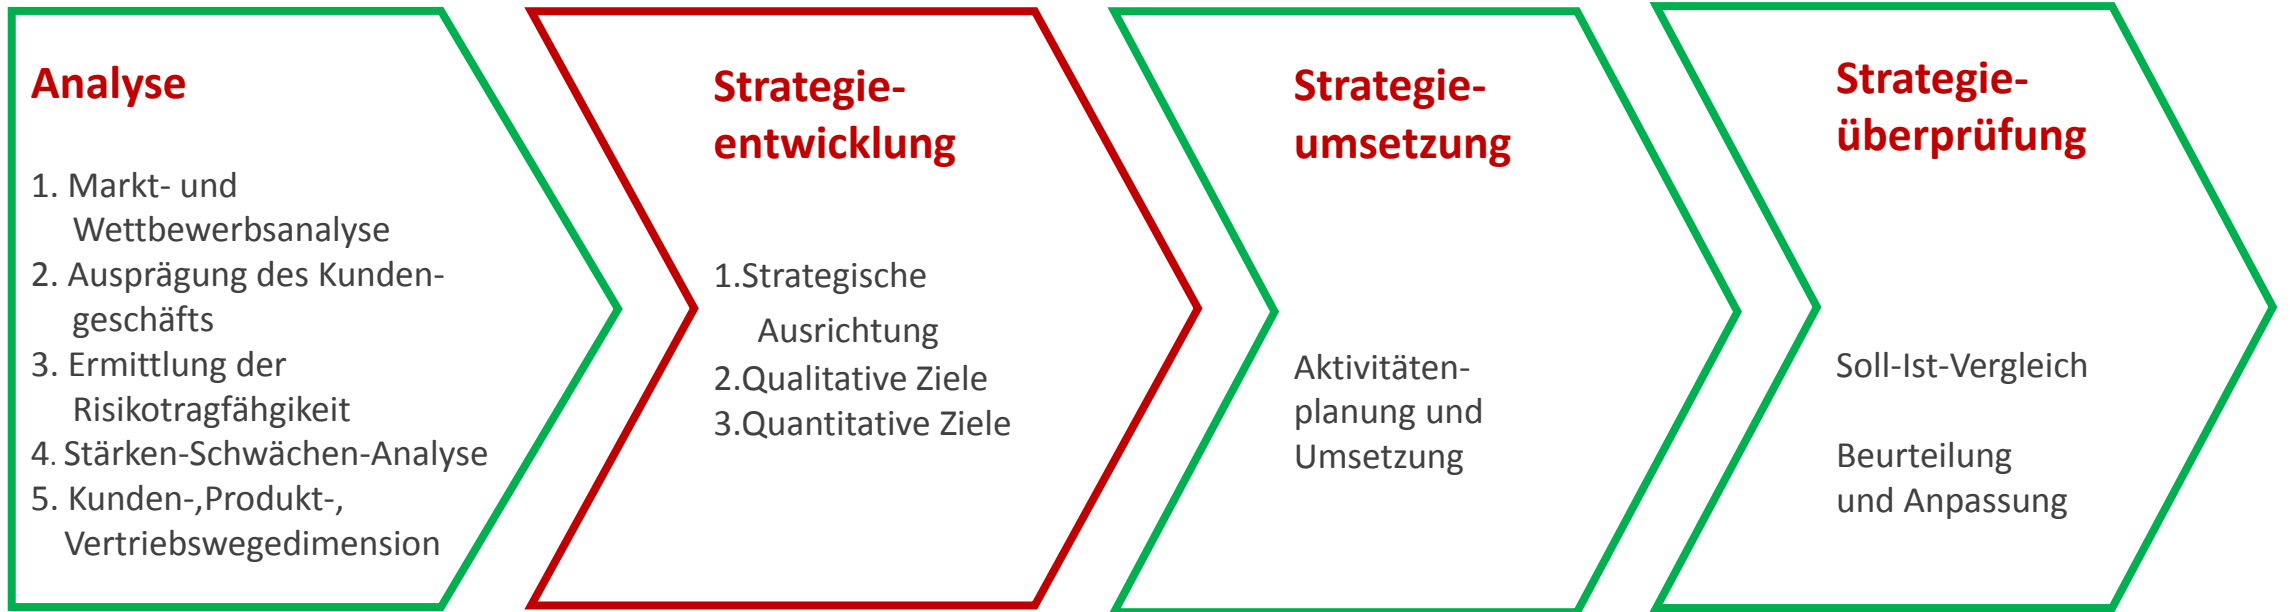 Analyse
1. Markt- und
Wettbewerbsanalyse
2. Ausprägung des Kunden-
geschäfts
3. Ermittlung der
Risikotragfähgikeit
4. Stärken-Schwächen-Analyse
5. Kunden-,Produkt-,
Vertriebswegedimension
Strategie-
entwicklung
1.Strategische
Ausrichtung
2.Qualitative Ziele
3.Quantitative Ziele
Strategie-
umsetzung
Aktivitäten-
planung und
Umsetzung
Strategie-
überprüfung
Soll-Ist-Vergleich
Beurteilung
und Anpassung